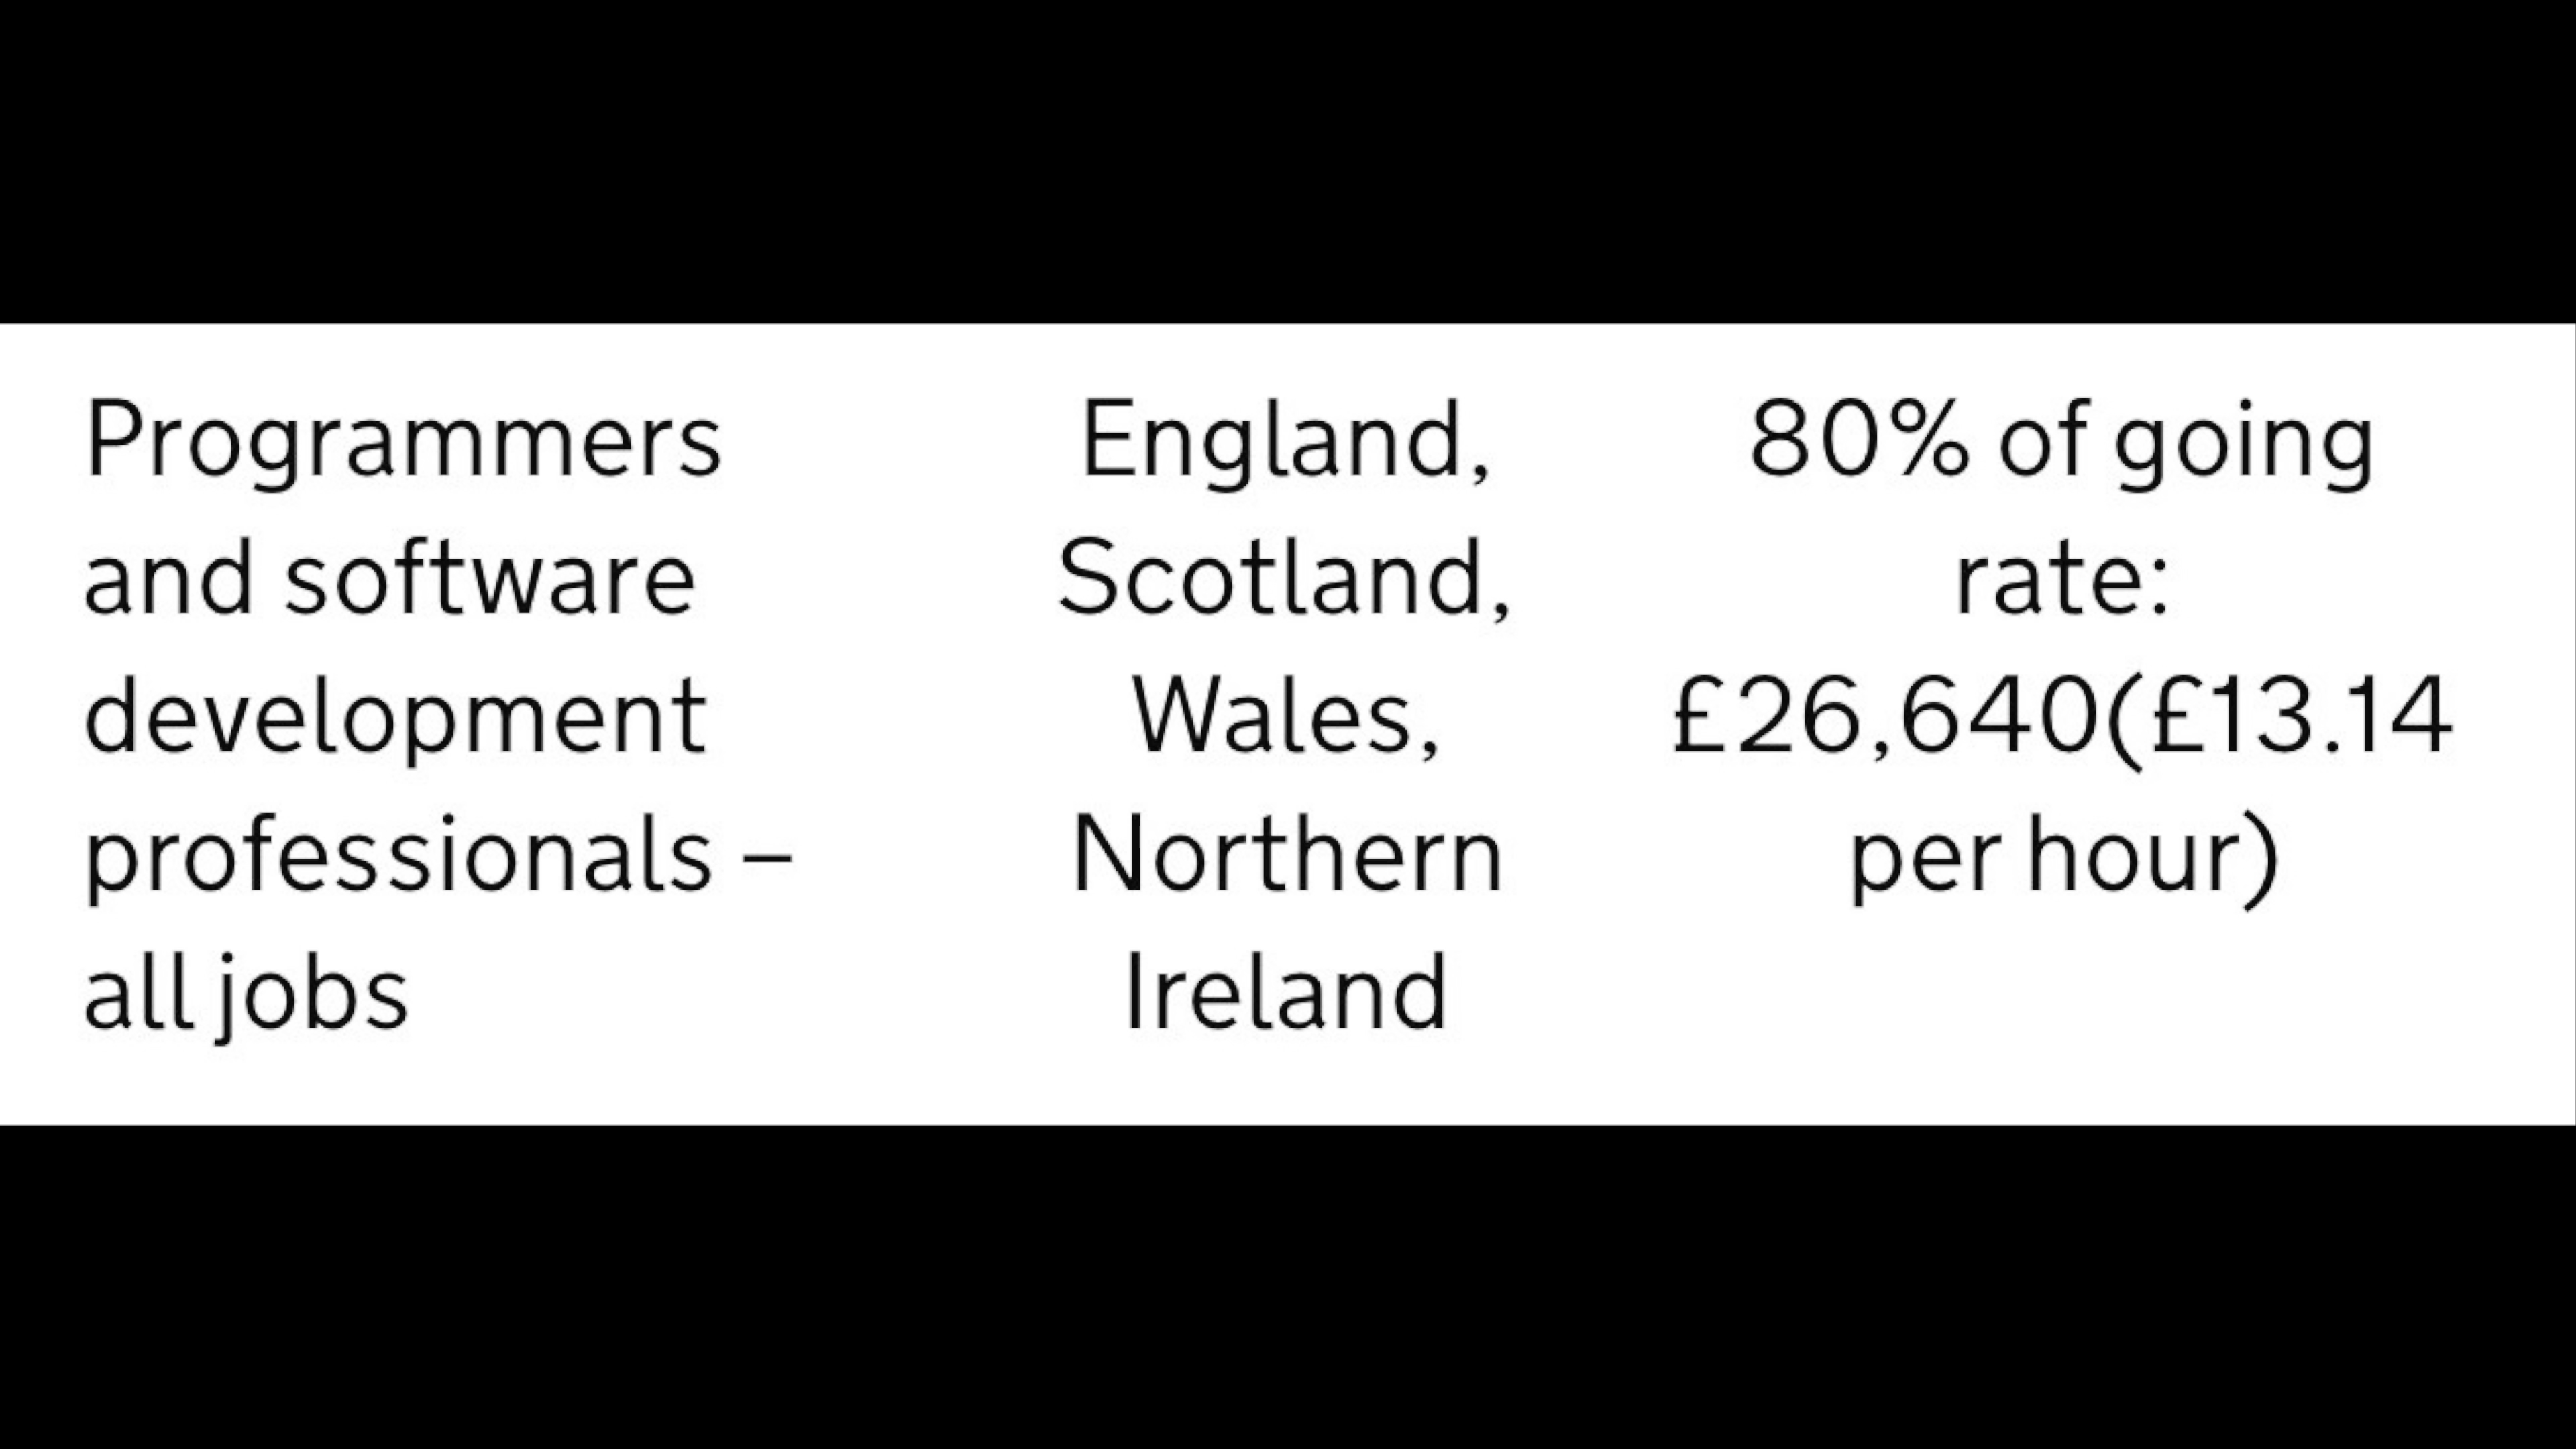 Programmers
and software
development
professionals –
all jobs
England,
Scotland,
Wales,
Northern
Ireland
80% of going
rate:
£26,640(£13.14
per hour)